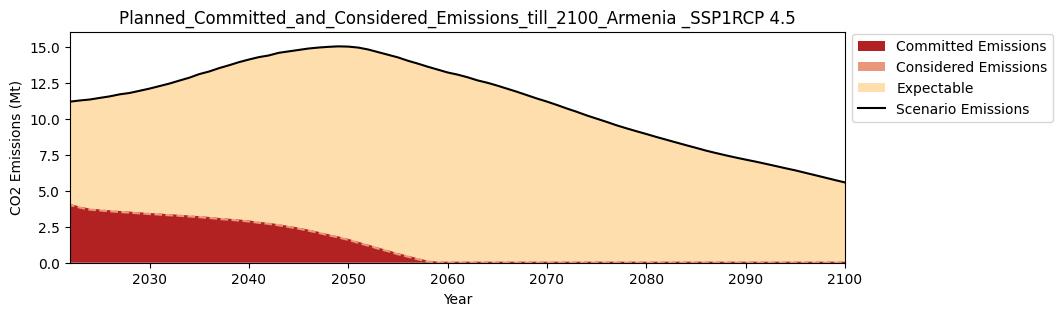 Planned_Committed_and_Considered_Emissions_till_2100_Armenia _SSP1RCP 4.5
15.0
12.5
10.0
7.5
5.0
2.5
0.0
CO2 Emissions (Mt)
2030 2040 2050 2060 2070 2080 2090 2100
Year
Committed Emissions
Considered Emissions
Expectable
Scenario Emissions